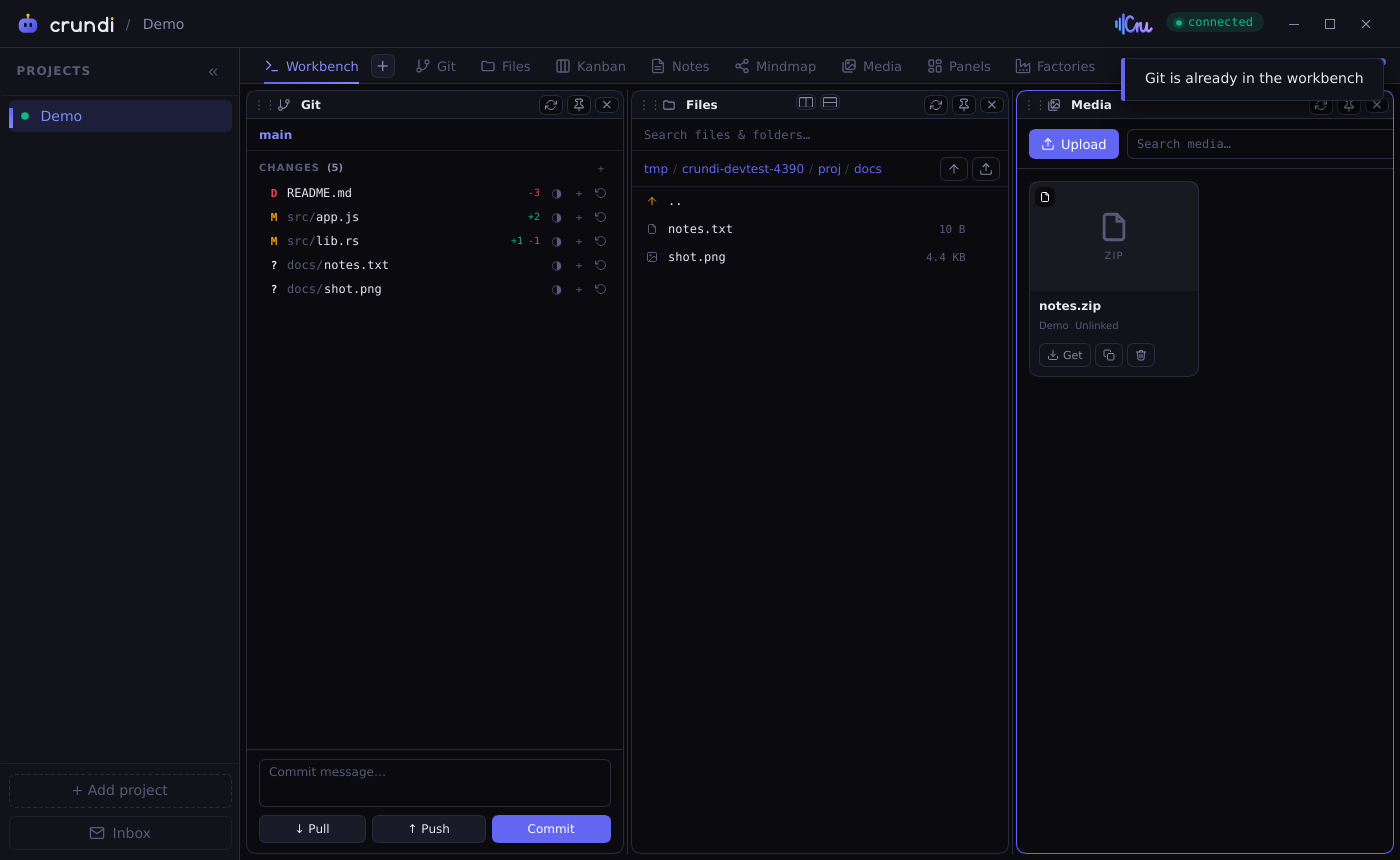 crundi / Demo
Cru
connected
PROJECTS
Demo
+ Add project
Inbox
Workbench
+
Git
Files
Kanban
Notes
Mindmap
Media
Panels
Factories
Git is already in the workbench
Git
main
CHANGES (5)
D README.md -3
M src/app.js +2
M src/lib.rs +1 -1
? docs/notes.txt
? docs/shot.png
Commit message…
↓ Pull
↑ Push
Commit
Files
Search files & folders…
tmp / crundi-devtest-4390 / proj / docs
..
notes.txt 10 B
shot.png 4.4 KB
Media
Upload
Search media…
ZIP
notes.zip
Demo Unlinked
Get